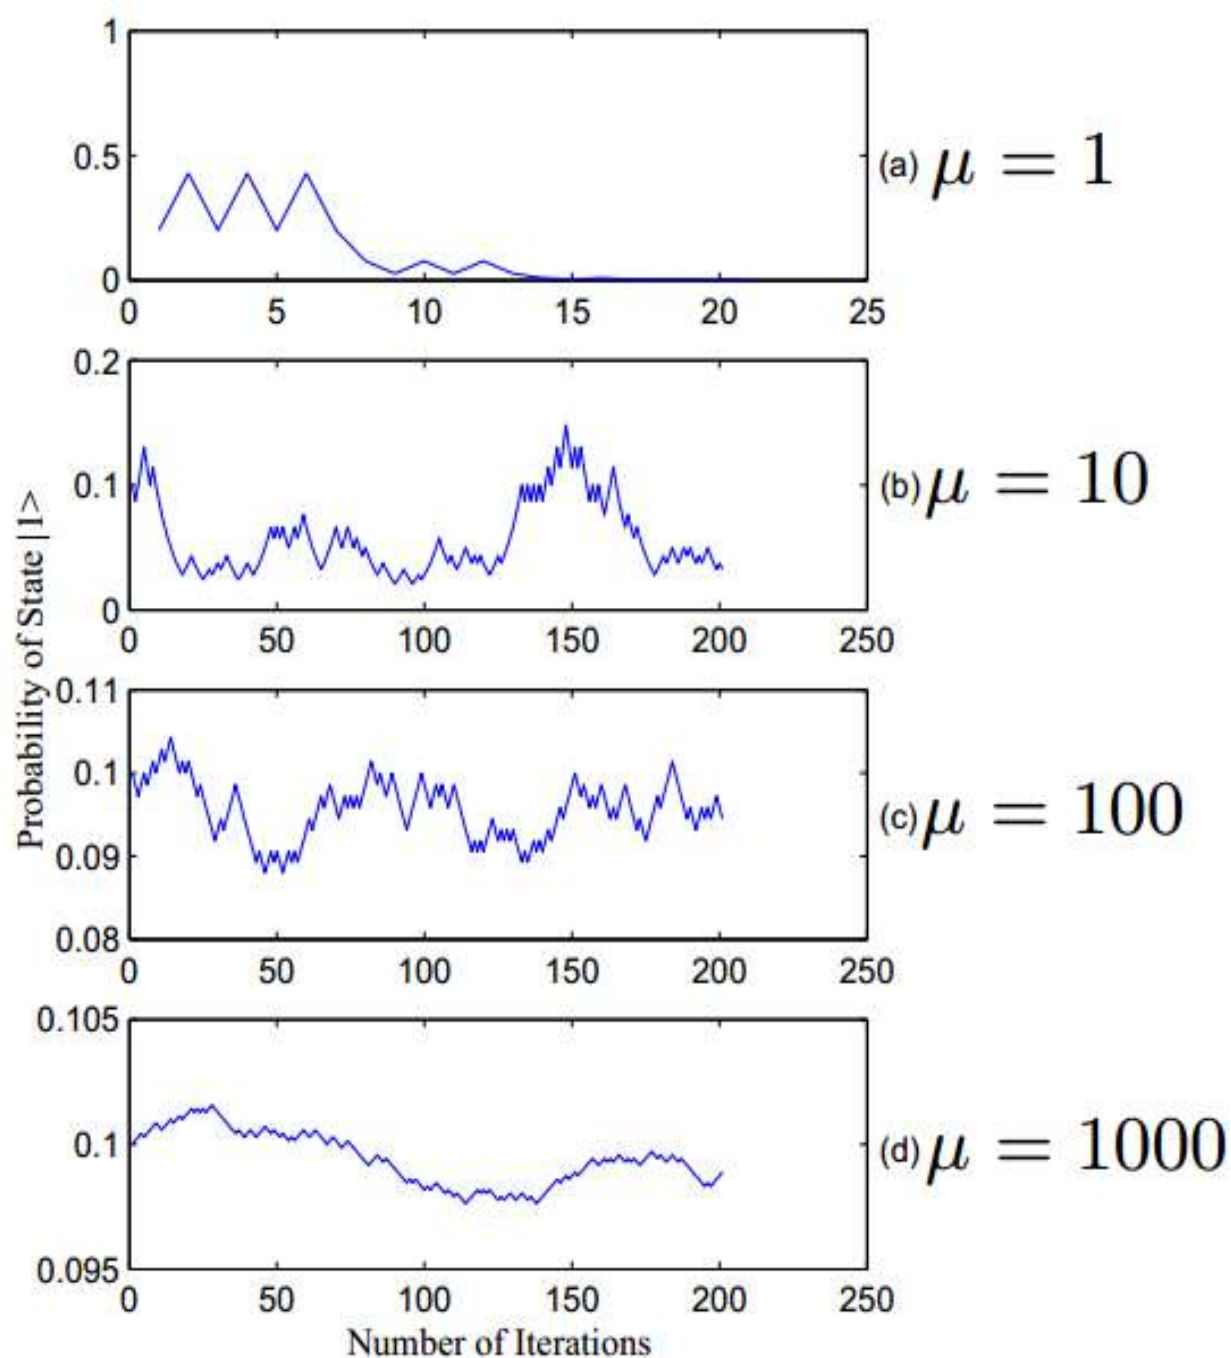 1
0.5
0
0 5 10 15 20 25
(a) μ = 1
0.2
0.1
0
0 50 100 150 200 250
(b) μ = 10
Probability of State |1>
0.11
0.1
0.09
0.08
0 50 100 150 200 250
(c) μ = 100
0.105
0.1
0.095
0 50 100 150 200 250
(d) μ = 1000
Number of Iterations